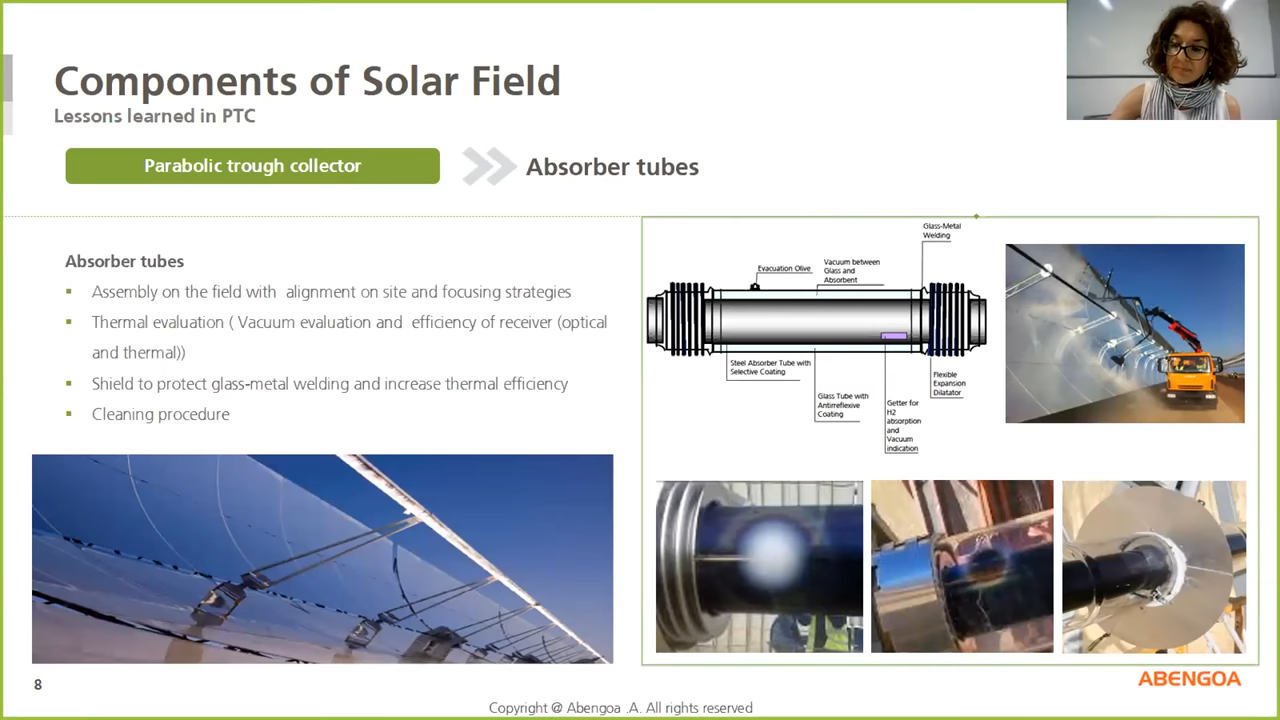 Components of Solar Field
Lessons learned in PTC
Parabolic trough collector
Absorber tubes
Absorber tubes
Assembly on the field with alignment on site and focusing strategies
Thermal evaluation ( Vacuum evaluation and efficiency of receiver (optical
and thermal))
Shield to protect glass-metal welding and increase thermal efficiency
Cleaning procedure
Glass-Metal
Welding
Evacuation Olive
Vacuum between
Glass and
Absorbent
Steel Absorber Tube with
Selective Coating
Glass Tube with
Antirreflexive
Coating
Getter for
H2
absorption
and
Vacuum
indication
Flexible
Expansion
Dilatator
8
ABENGOA
Copyright @ Abengoa .A. All rights reserved